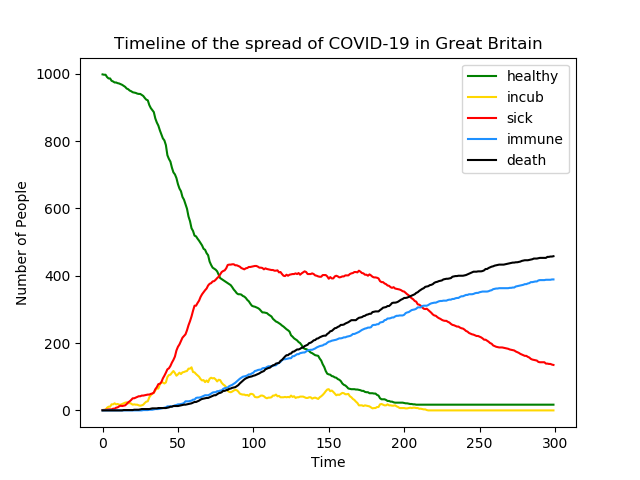 Timeline of the spread of COVID-19 in Great Britain
1000
800
600
400
200
0
Number of People
healthy
incub
sick
immune
death
0 50 100 150 200 250 300
Time